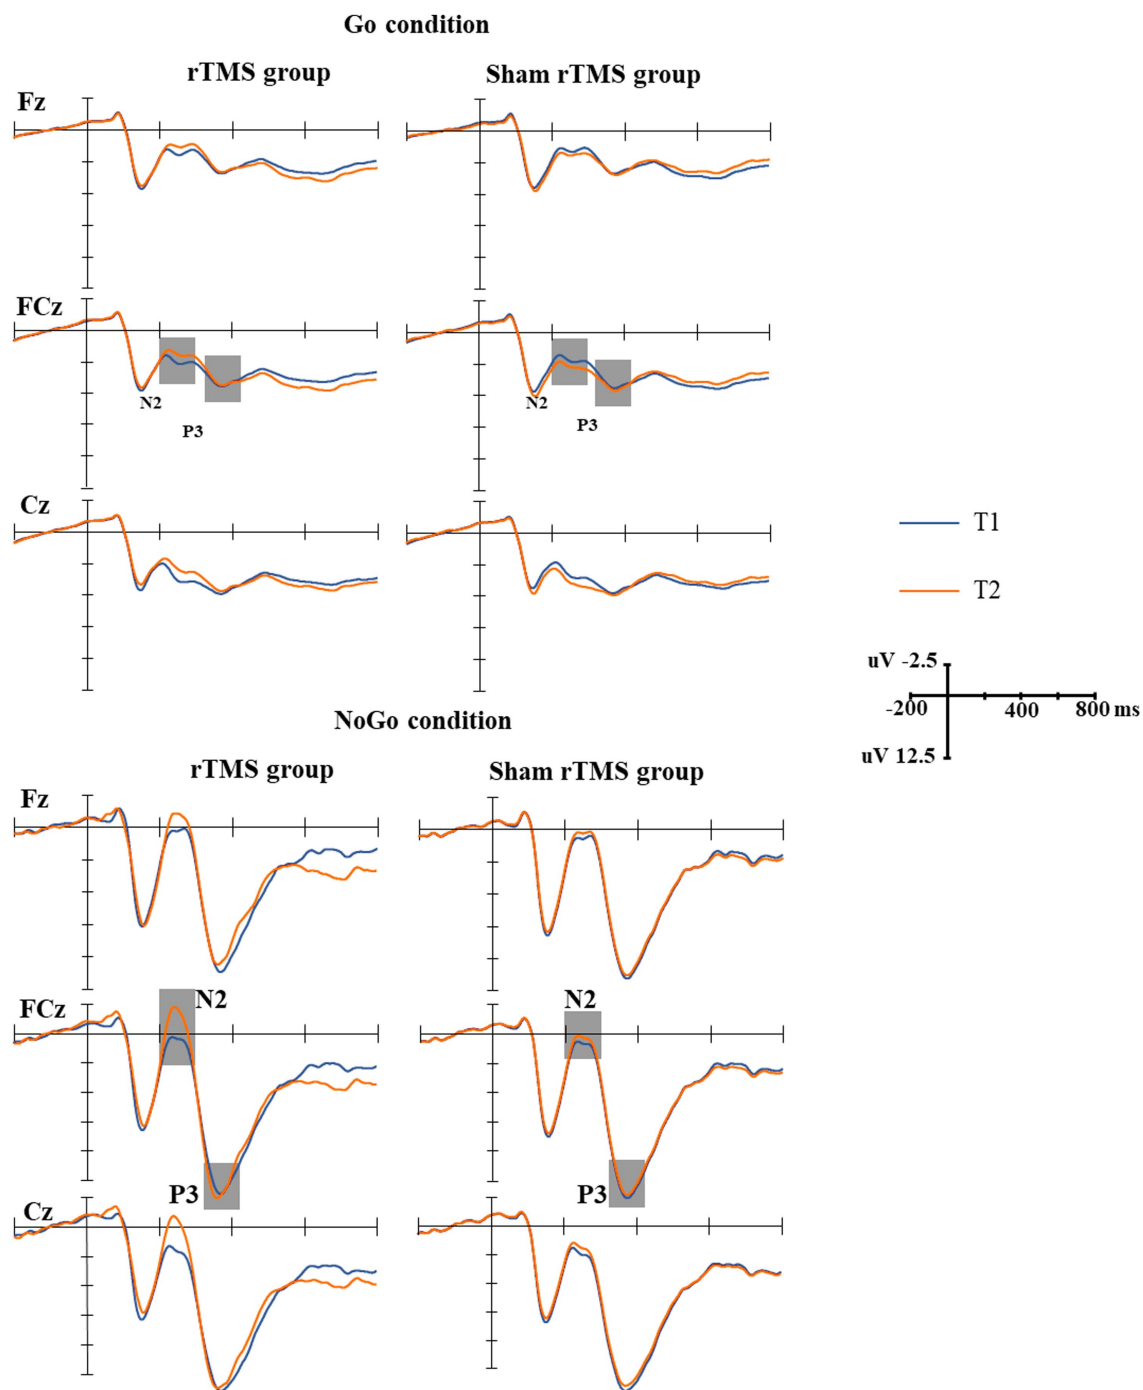 Go condition
rTMS group
Sham rTMS group
Fz
FCz
N2
P3
N2
P3
Cz
T1
T2
uV -2.5
-200
400
800 ms
uV 12.5
NoGo condition
rTMS group
Sham rTMS group
Fz
FCz
N2
N2
P3
P3
Cz